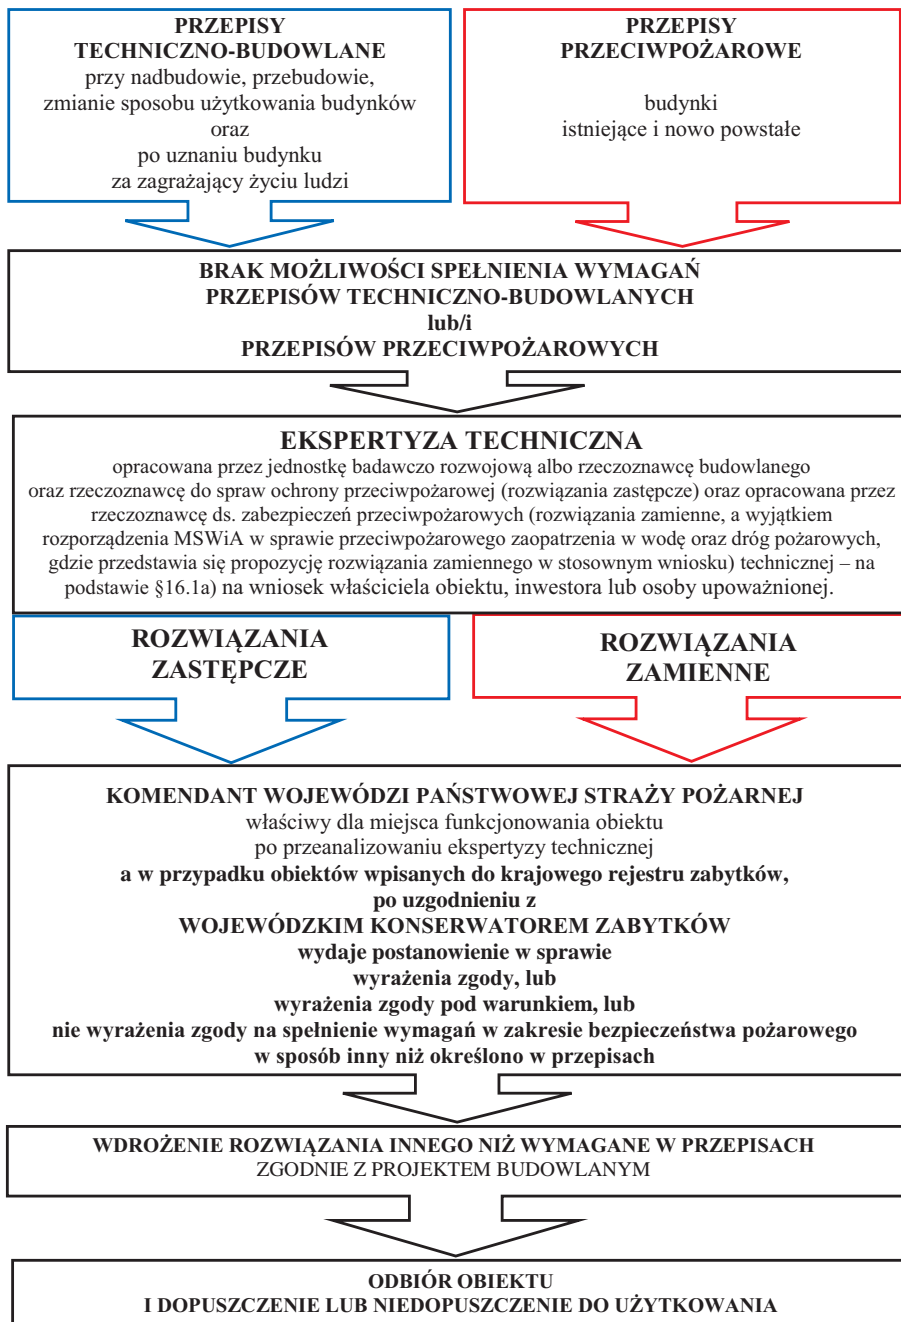 PRZEPISY
TECHNICZNO-BUDOWLANE
przy nadbudowie, przebudowie,
zmianie sposobu użytkowania budynków
oraz
po uznaniu budynku
za zagrażający życiu ludzi
PRZEPISY
PRZECIWPOŻAROWE
budynki
istniejące i nowo powstałe
BRAK MOŻLIWOŚCI SPEŁNIENIA WYMAGAŃ
PRZEPISÓW TECHNICZNO-BUDOWLANYCH
lub/i
PRZEPISÓW PRZECIWPOŻAROWYCH
EKSPERTYZA TECHNICZNA
opracowana przez jednostkę badawczo rozwojową albo rzeczoznawcę budowlanego
oraz rzeczoznawcę do spraw ochrony przeciwpożarowej (rozwiązania zastępcze) oraz opracowana przez
rzeczoznawcę ds. zabezpieczeń przeciwpożarowych (rozwiązania zamienne, a wyjątkiem
rozporządzenia MSWiA w sprawie przeciwpożarowego zaopatrzenia w wodę oraz dróg pożarowych,
gdzie przedstawia się propozycję rozwiązania zamiennego w stosownym wniosku) technicznej – na
podstawie §16.1a) na wniosek właściciela obiektu, inwestora lub osoby upoważnionej.
ROZWIĄZANIA
ZASTĘPCZE
ROZWIĄZANIA
ZAMIENNE
KOMENDANT WOJEWÓDZI PAŃSTWOWEJ STRAŻY POŻARNEJ
właściwy dla miejsca funkcjonowania obiektu
po przeanalizowaniu ekspertyzy technicznej
a w przypadku obiektów wpisanych do krajowego rejestru zabytków,
po uzgodnieniu z
WOJEWÓDZKIM KONSERWATOREM ZABYTKÓW
wydaje postanowienie w sprawie
wyrażenia zgody, lub
wyrażenia zgody pod warunkiem, lub
nie wyrażenia zgody na spełnienie wymagań w zakresie bezpieczeństwa pożarowego
w sposób inny niż określono w przepisach
WDROŻENIE ROZWIĄZANIA INNEGO NIŻ WYMAGANE W PRZEPISACH
ZGODNIE Z PROJEKTEM BUDOWLANYM
ODBIÓR OBIEKTU
I DOPUSZCZENIE LUB NIEDOPUSZCZENIE DO UŻYTKOWANIA